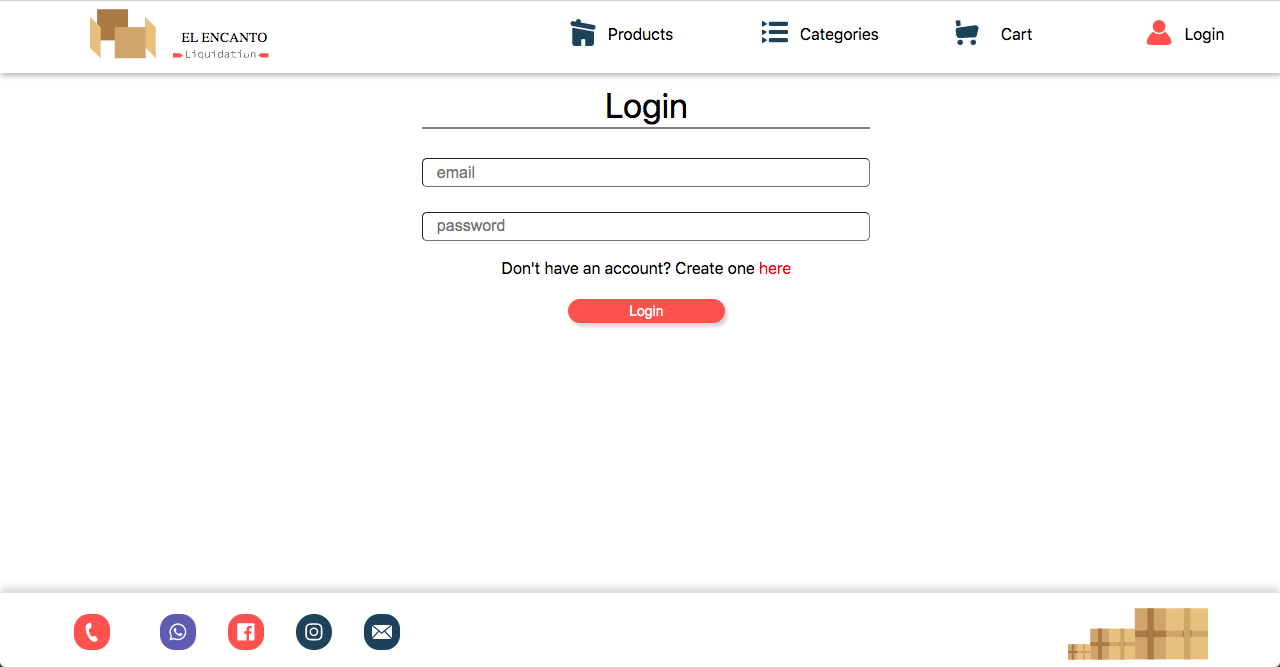 EL ENCANTO
Liquidation
Products
Categories
Cart
Login
Login
email
password
Don't have an account? Create one here
Login